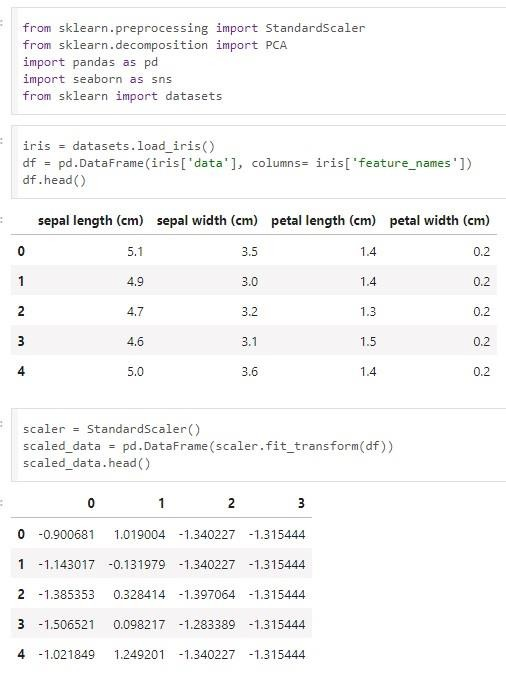 from sklearn.preprocessing import StandardScaler
from sklearn.decomposition import PCA
import pandas as pd
import seaborn as sns
from sklearn import datasets
iris = datasets.load_iris()
df = pd.DataFrame(iris['data'], columns= iris['feature_names'])
df.head()
sepal length (cm) sepal width (cm) petal length (cm) petal width (cm)
0 5.1 3.5 1.4 0.2
1 4.9 3.0 1.4 0.2
2 4.7 3.2 1.3 0.2
3 4.6 3.1 1.5 0.2
4 5.0 3.6 1.4 0.2
scaler = StandardScaler()
scaled_data = pd.DataFrame(scaler.fit_transform(df))
scaled_data.head()
0 1 2 3
0 -0.900681 1.019004 -1.340227 -1.315444
1 -1.143017 -0.131979 -1.340227 -1.315444
2 -1.385353 0.328414 -1.397064 -1.315444
3 -1.506521 0.098217 -1.283389 -1.315444
4 -1.021849 1.249201 -1.340227 -1.315444